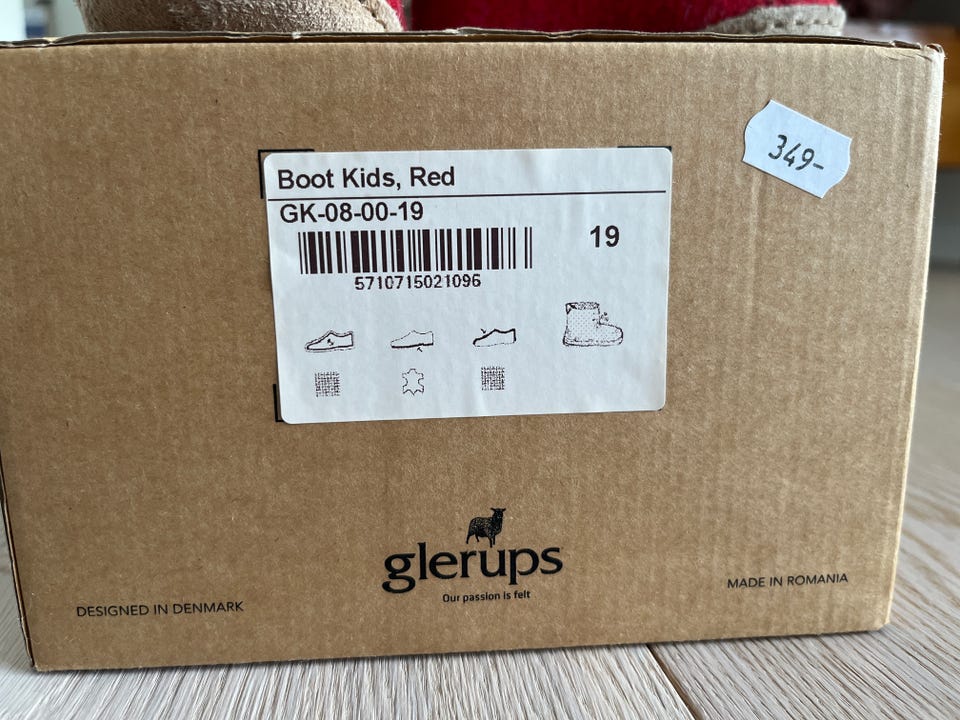 349-
Boot Kids, Red
GK-08-00-19
19
5710715021096
glerups
Our passion is felt
DESIGNED IN DENMARK
MADE IN ROMANIA